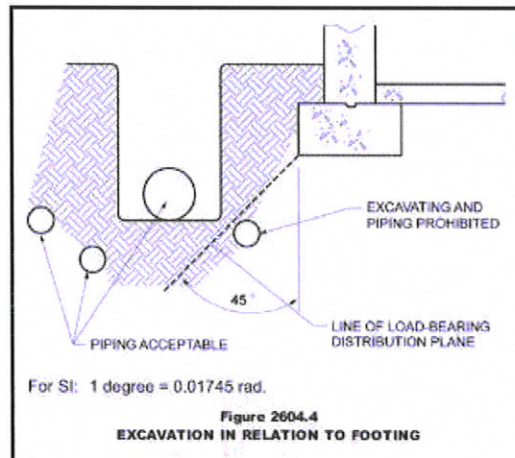 EXCAVATING AND
PIPING PROHIBITED
45°
LINE OF LOAD-BEARING
DISTRIBUTION PLANE
PIPING ACCEPTABLE
For SI: 1 degree = 0.01745 rad.
Figure 2604.4
EXCAVATION IN RELATION TO FOOTING